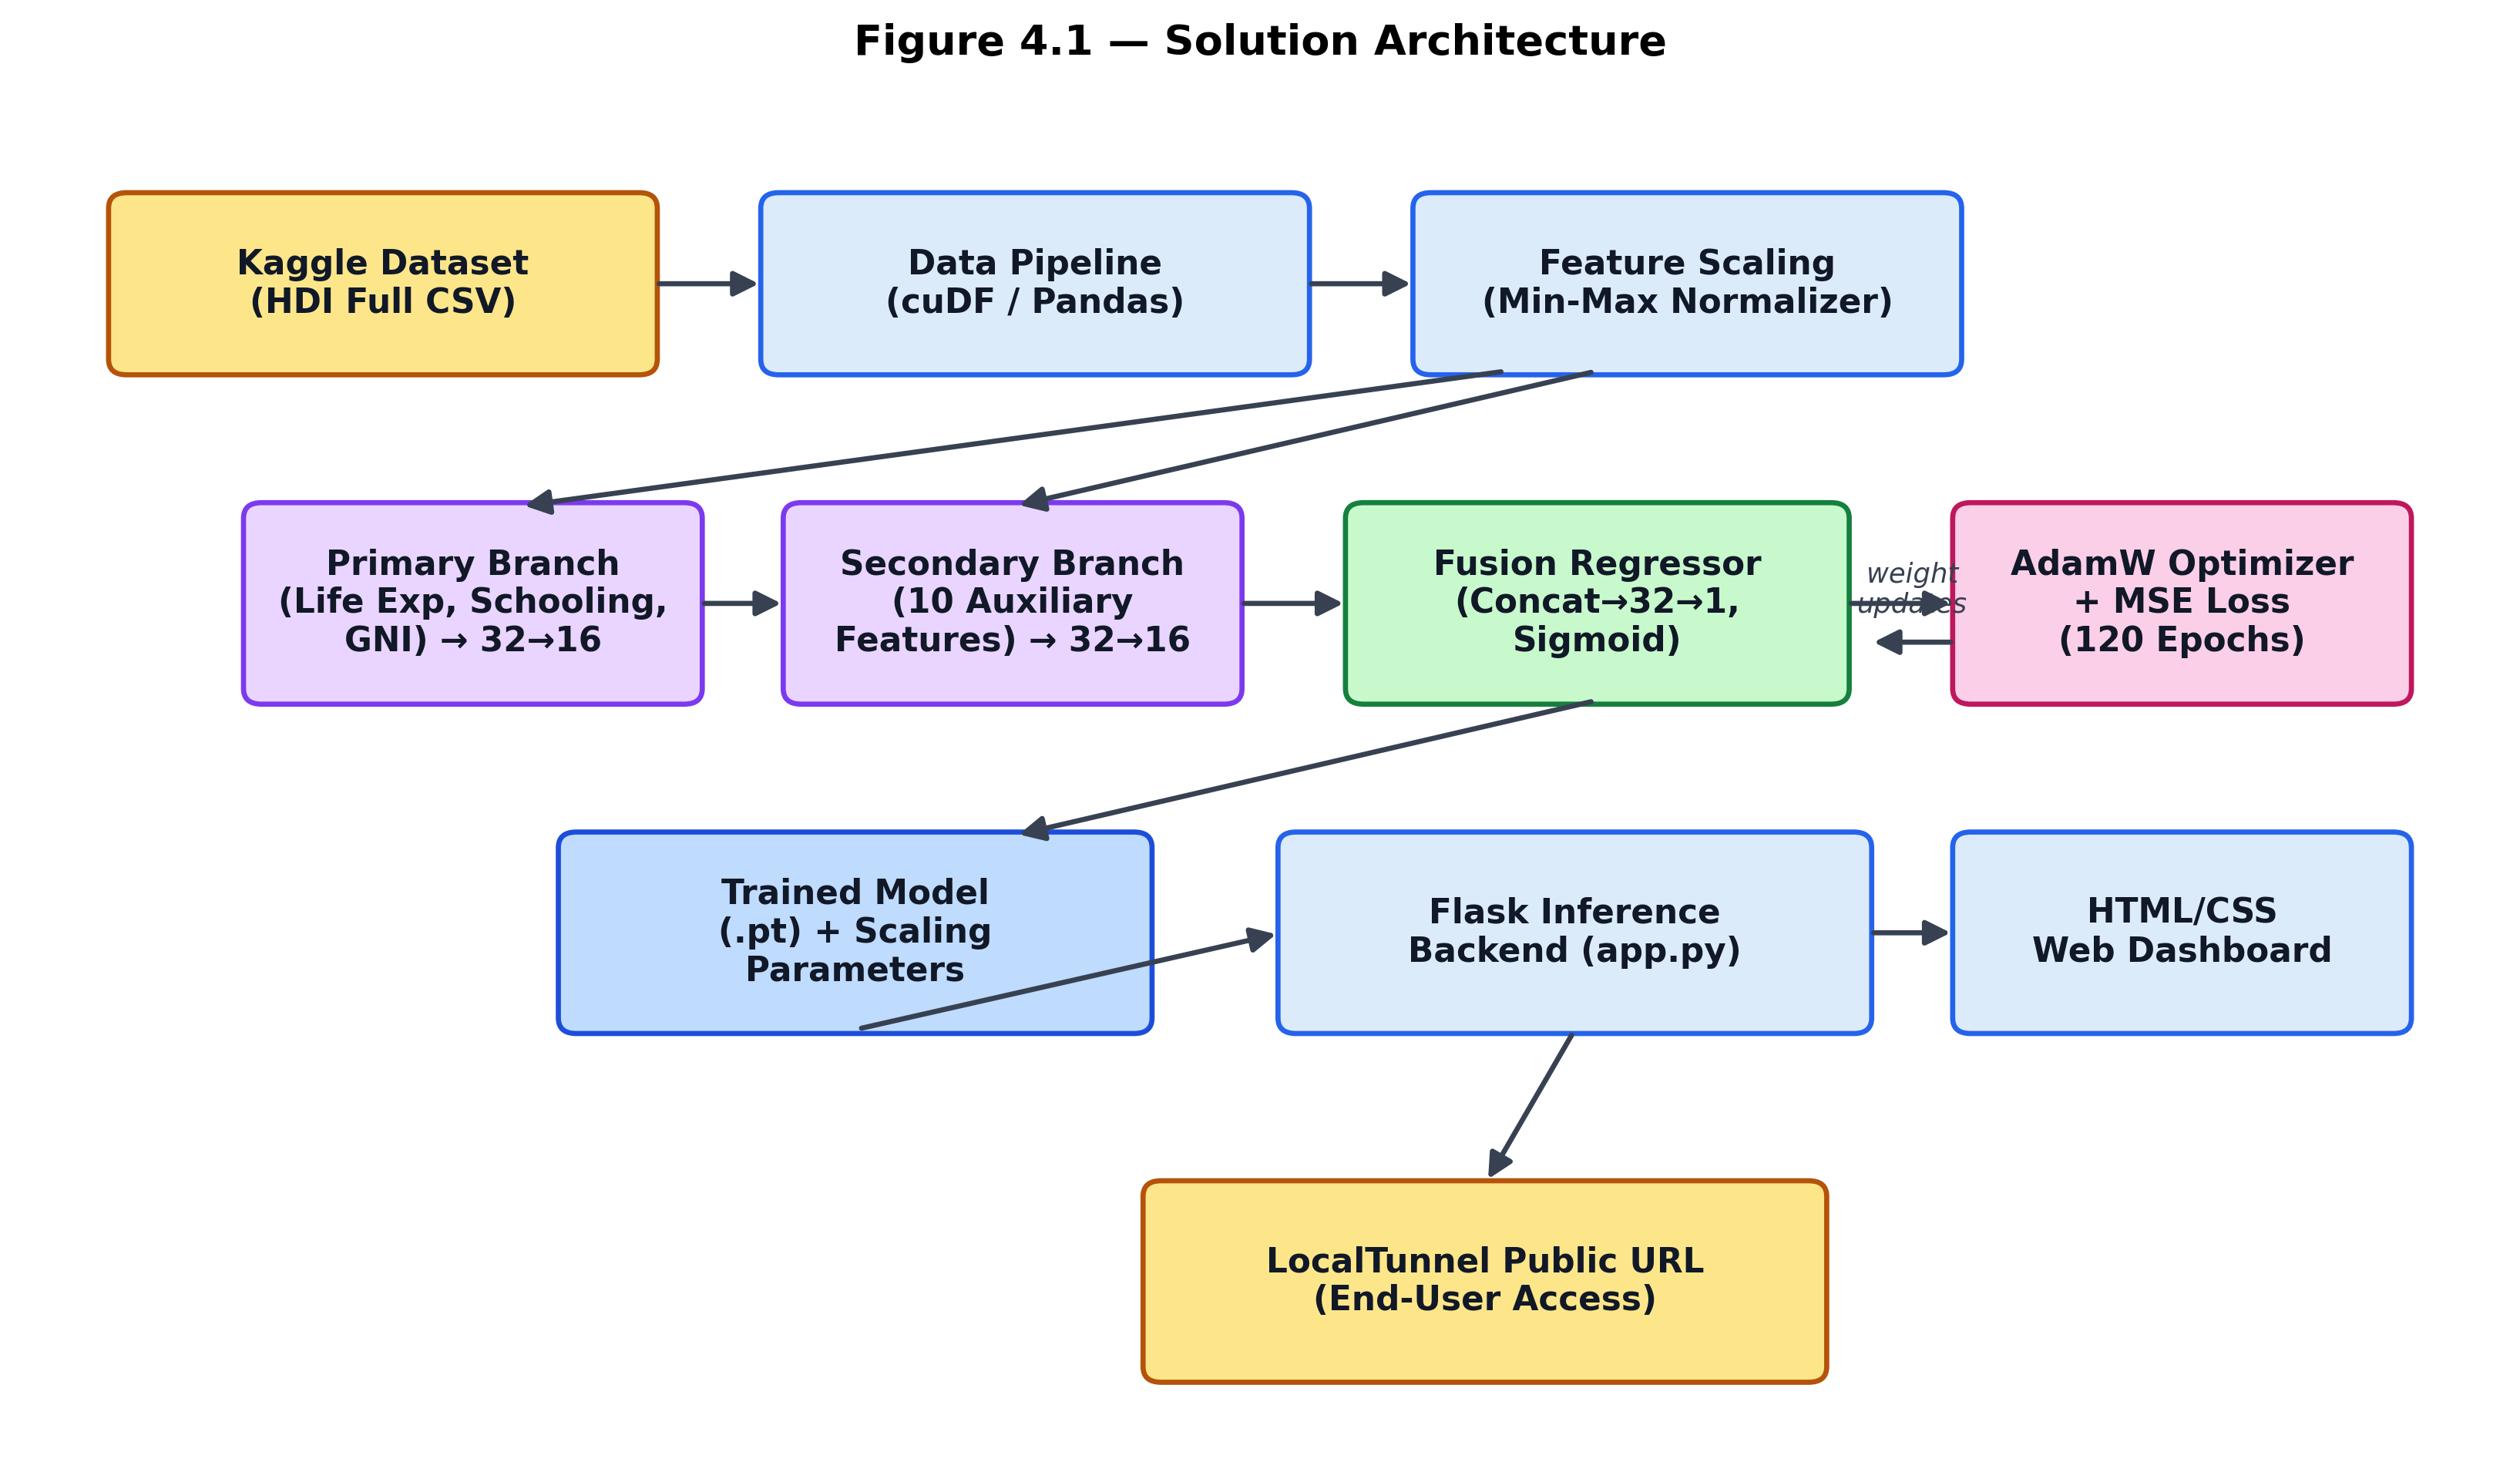 Figure 4.1 — Solution Architecture
Kaggle Dataset
(HDI Full CSV)
Data Pipeline
(cuDF / Pandas)
Feature Scaling
(Min-Max Normalizer)
Primary Branch
(Life Exp, Schooling,
GNI) → 32→16
Secondary Branch
(10 Auxiliary
Features) → 32→16
Fusion Regressor
(Concat→32→1,
Sigmoid)
weight
updates
AdamW Optimizer
+ MSE Loss
(120 Epochs)
Trained Model
(.pt) + Scaling
Parameters
Flask Inference
Backend (app.py)
HTML/CSS
Web Dashboard
LocalTunnel Public URL
(End-User Access)